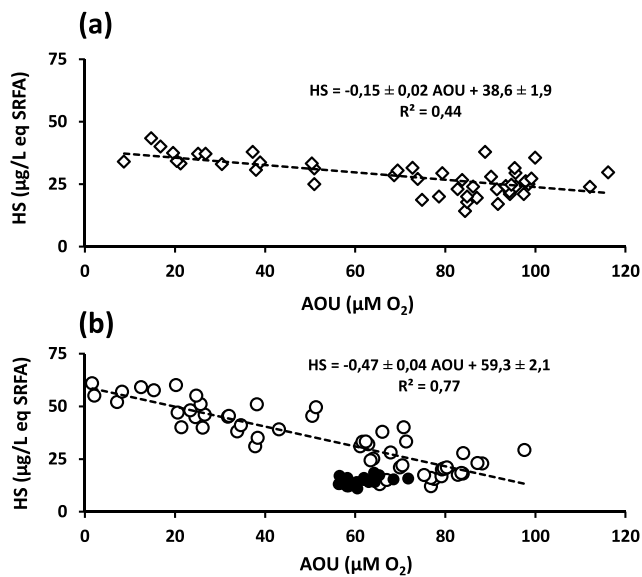 (a)
HS = -0,15 ± 0,02 AOU + 38,6 ± 1,9
R² = 0,44
HS (µg/L eq SRFA)
75
50
25
0
0 20 40 60 80 100 120
AOU (µM O₂)
(b)
HS = -0,47 ± 0,04 AOU + 59,3 ± 2,1
R² = 0,77
HS (µg/L eq SRFA)
75
50
25
0
0 20 40 60 80 100 120
AOU (µM O₂)